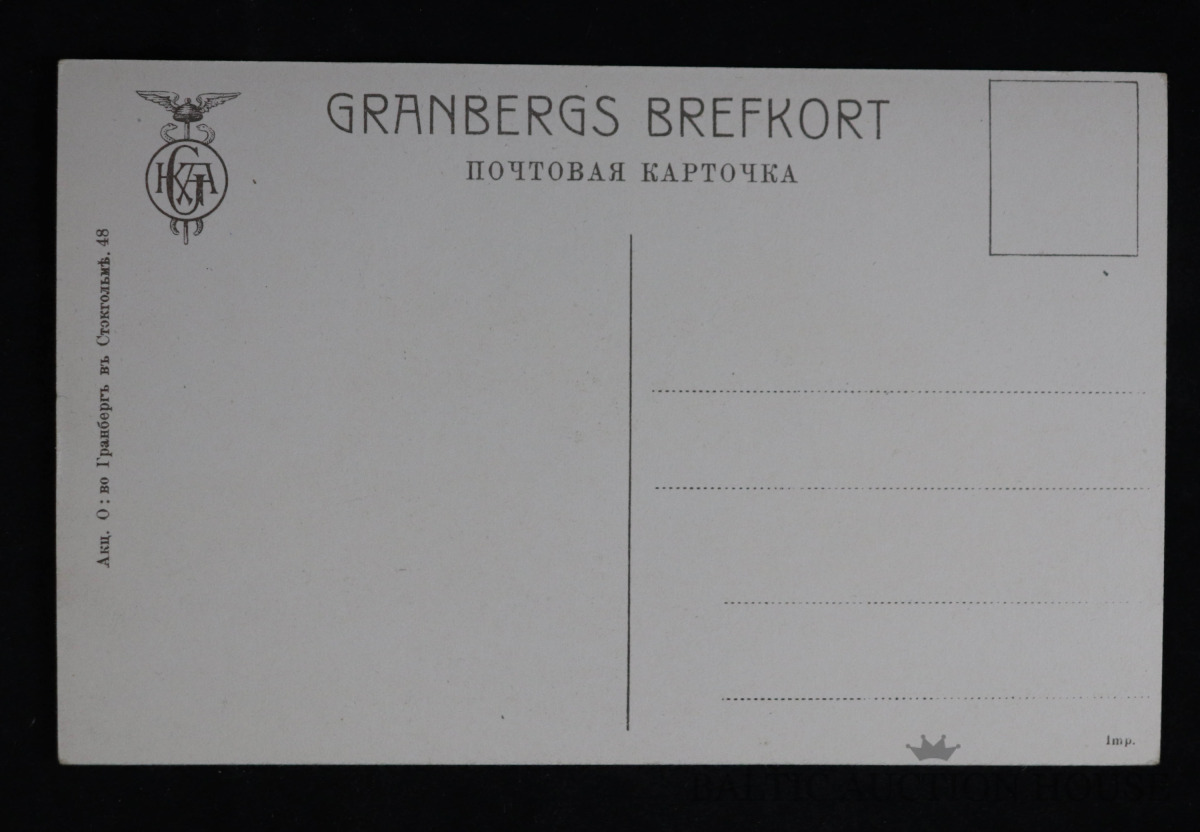 GRANBERGS BREFKORT
ПОЧТОВАЯ КАРТОЧКА
Акц. О: во Гранбергъ въ Стокгольмѣ. 48
Imp.
BALTIC AUCTION HOUSE